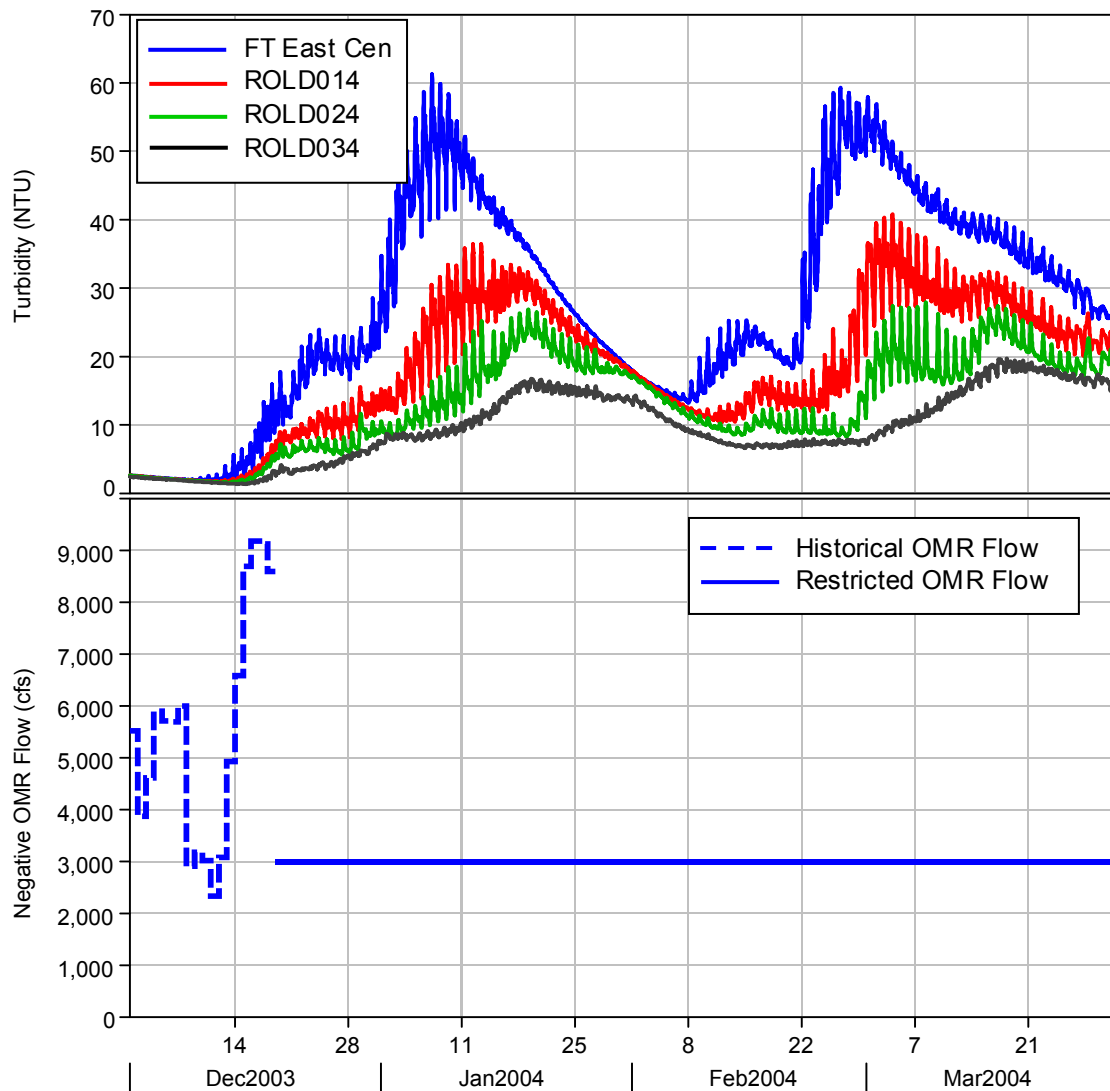 70
60
50
40
30
20
10
0
Turbidity (NTU)
FT East Cen
ROLD014
ROLD024
ROLD034
9,000
8,000
7,000
6,000
5,000
4,000
3,000
2,000
1,000
0
Negative OMR Flow (cfs)
Historical OMR Flow
Restricted OMR Flow
14 28 11 25 8 22 7 21
Dec2003 Jan2004 Feb2004 Mar2004